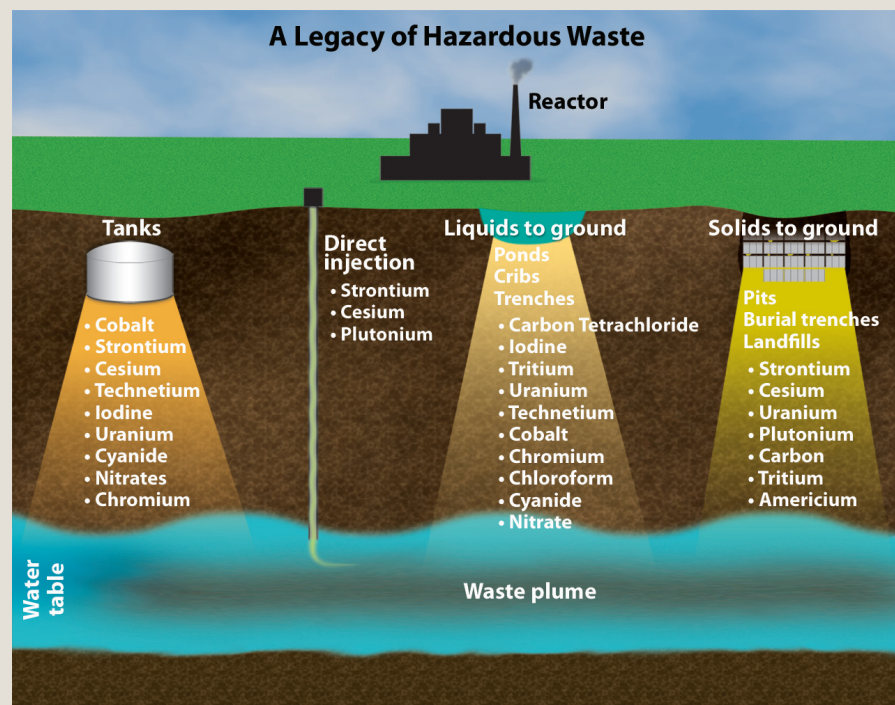 A Legacy of Hazardous Waste
Reactor
Tanks
• Cobalt
• Strontium
• Cesium
• Technetium
• Iodine
• Uranium
• Cyanide
• Nitrates
• Chromium
Direct
injection
• Strontium
• Cesium
• Plutonium
Liquids to ground
Ponds
Cribs
Trenches
• Carbon Tetrachloride
• Iodine
• Tritium
• Uranium
• Technetium
• Cobalt
• Chromium
• Chloroform
• Cyanide
• Nitrate
Solids to ground
Pits
Burial trenches
Landfills
• Strontium
• Cesium
• Uranium
• Plutonium
• Carbon
• Tritium
• Americium
Water
table
Waste plume